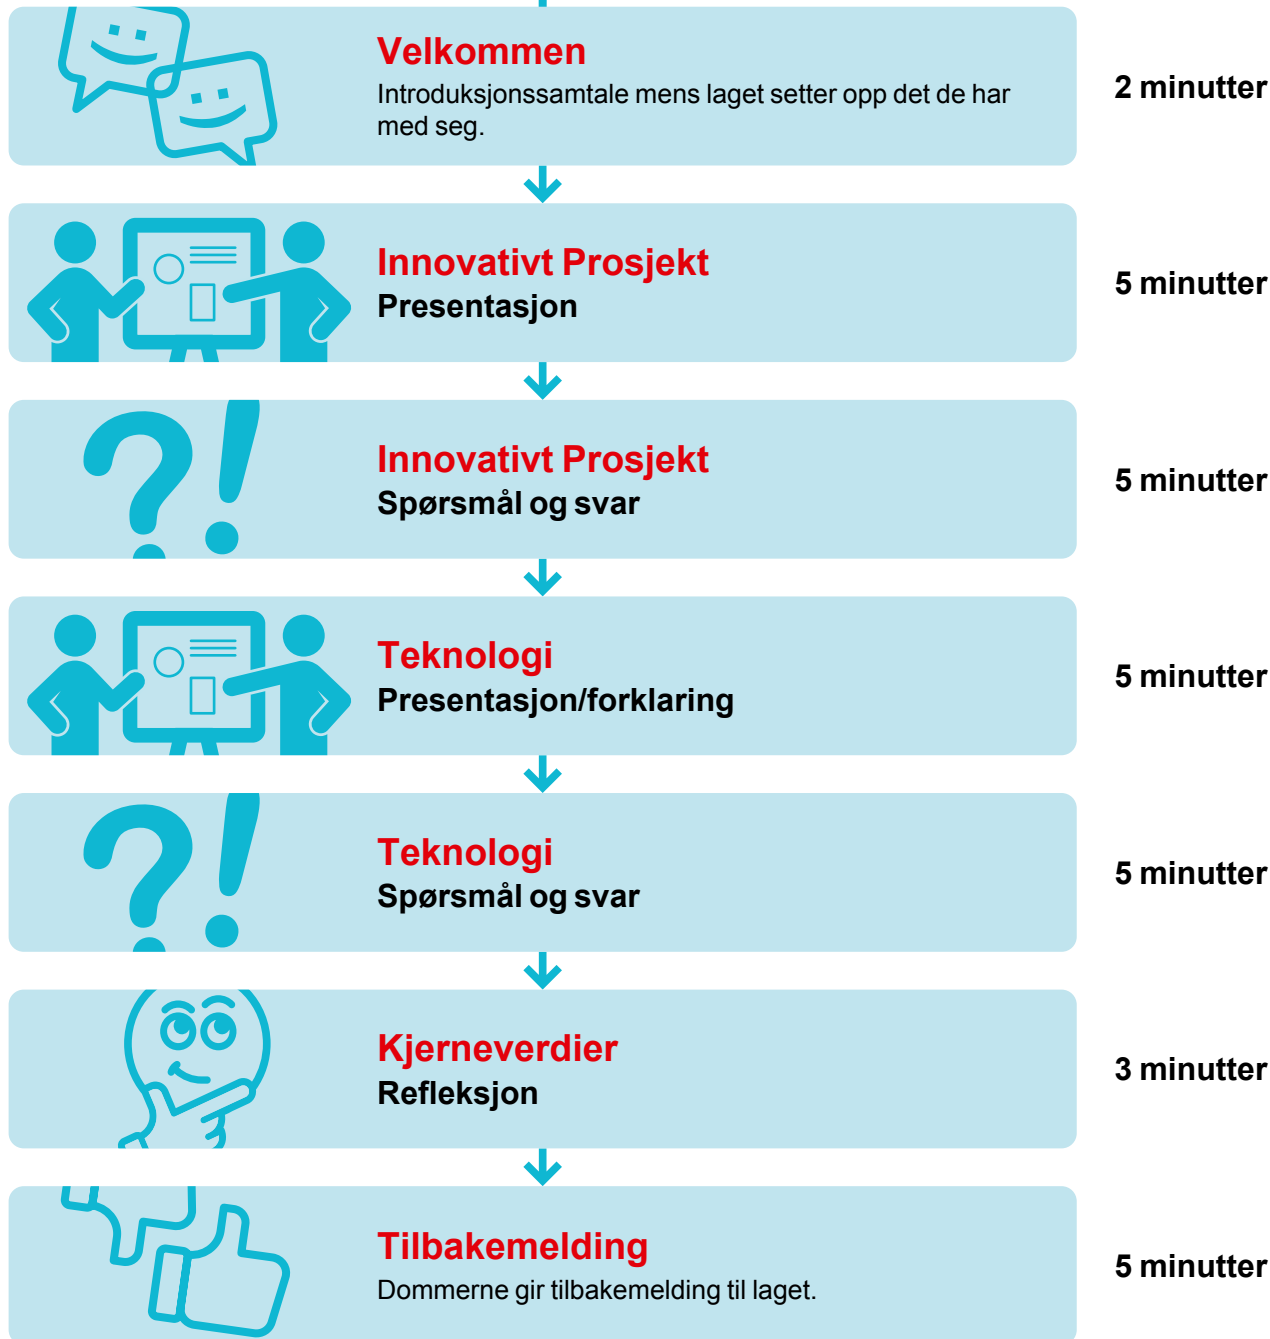 Velkommen
Introduksjonssamtale mens laget setter opp det de har
med seg.
2 minutter
Innovativt Prosjekt
Presentasjon
5 minutter
Innovativt Prosjekt
Spørsmål og svar
5 minutter
Teknologi
Presentasjon/forklaring
5 minutter
Teknologi
Spørsmål og svar
5 minutter
Kjerneverdier
Refleksjon
3 minutter
Tilbakemelding
Dommerne gir tilbakemelding til laget.
5 minutter